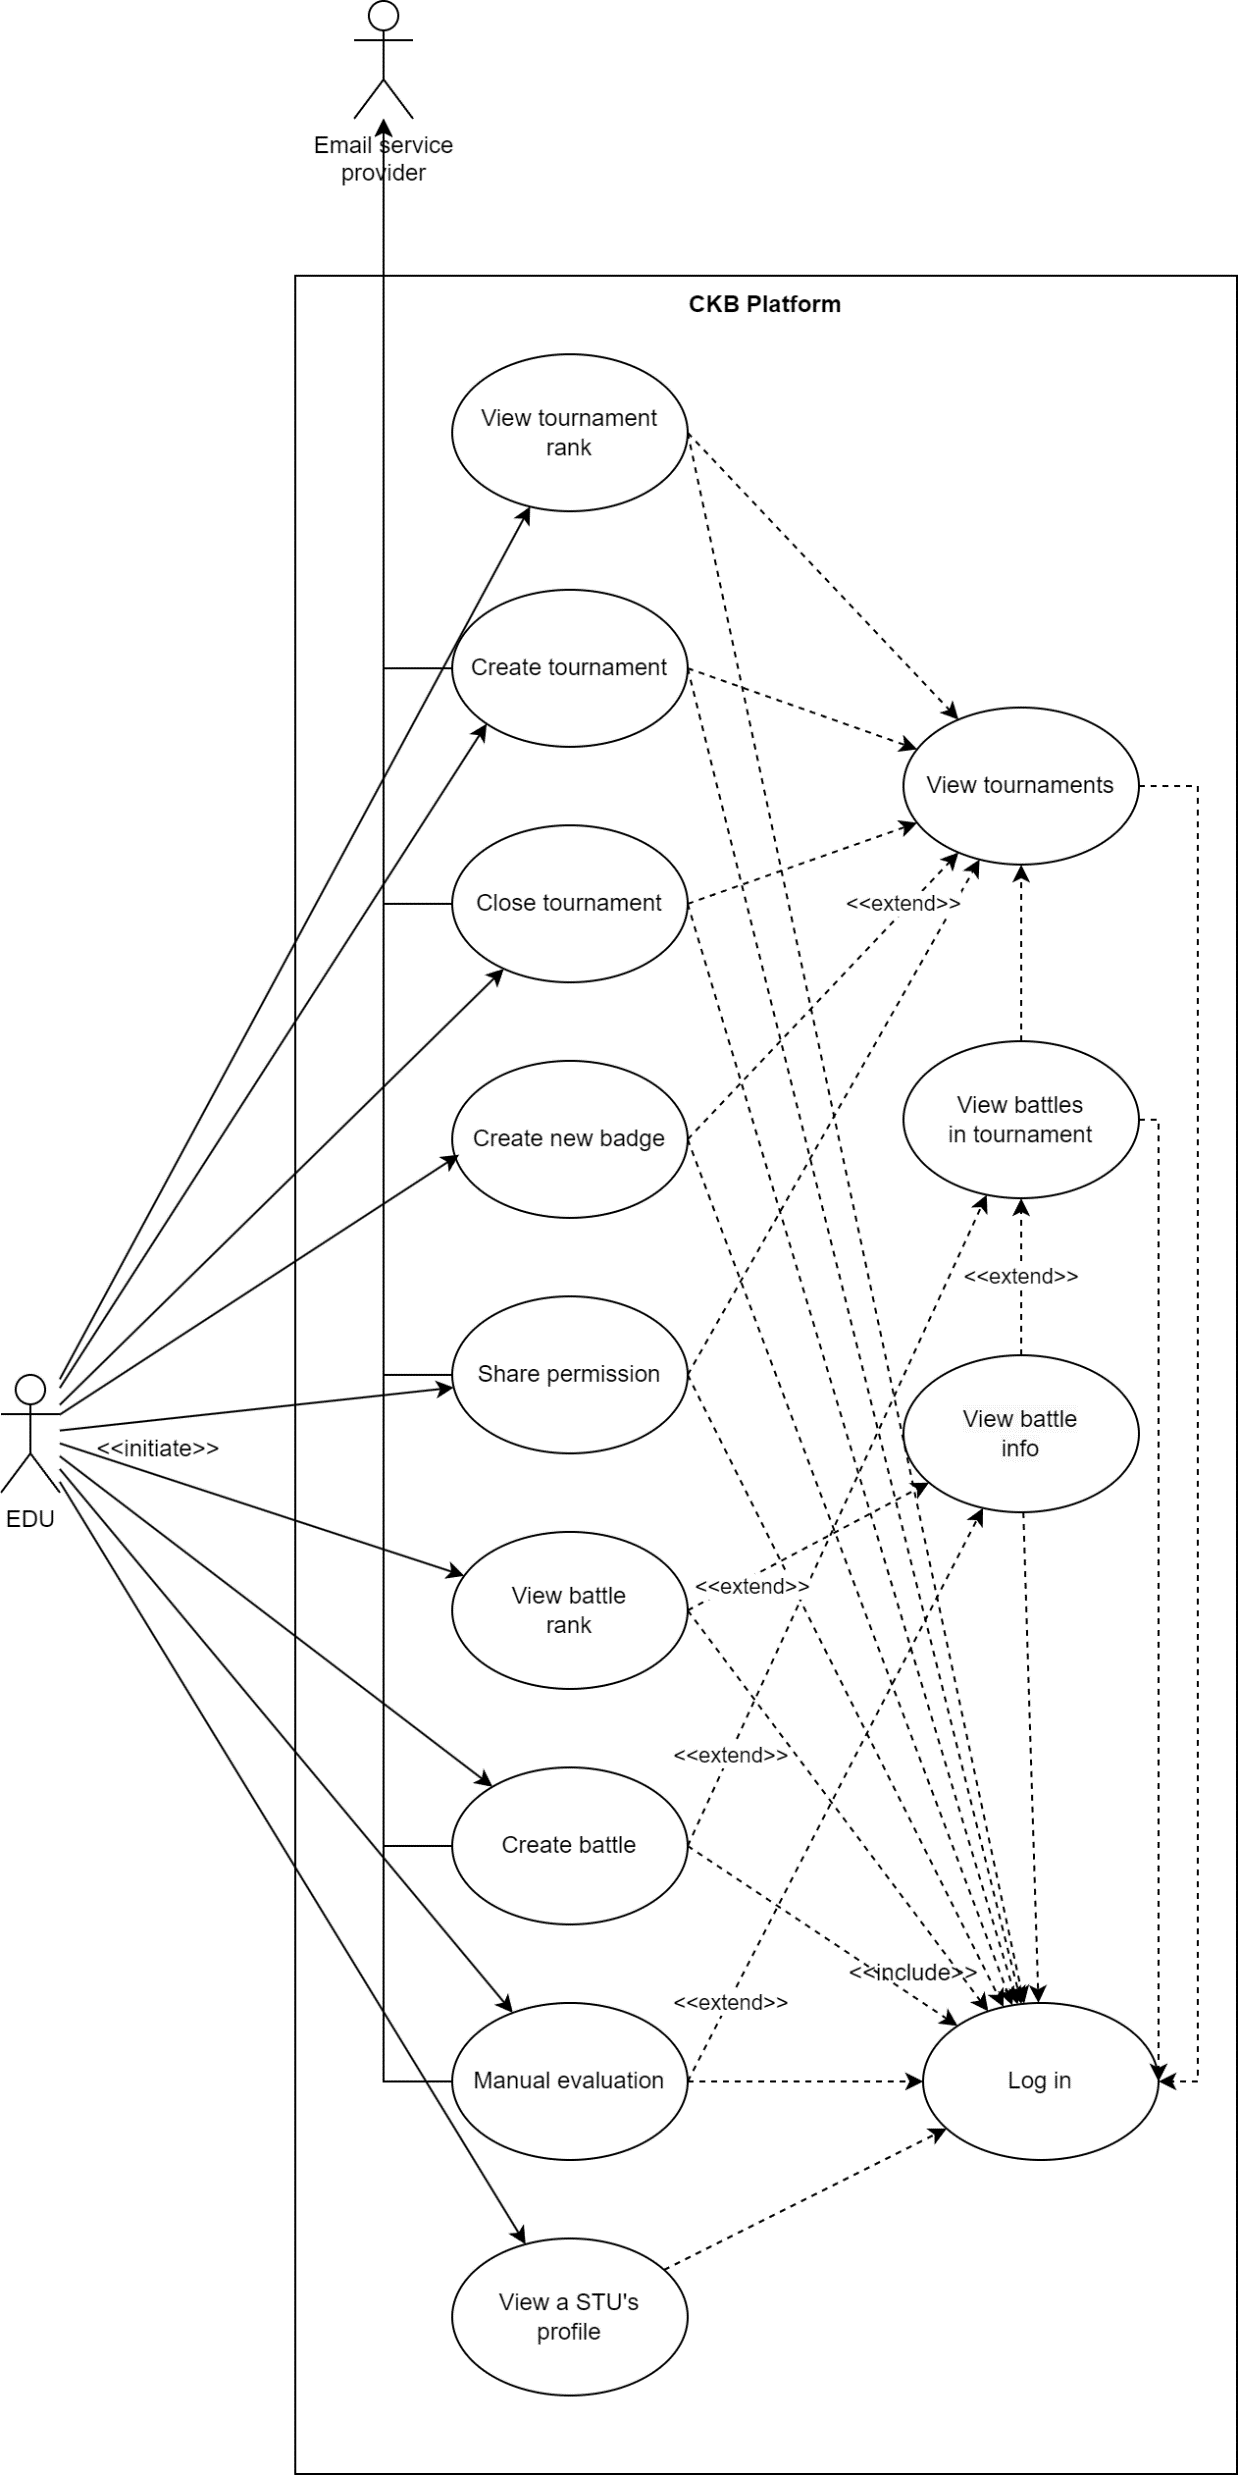 Email service
provider
CKB Platform
View tournament
rank
Create tournament
View tournaments
Close tournament
<<extend>>
View battles
in tournament
Create new badge
<<extend>>
Share permission
View battle
info
<<initiate>>
EDU
<<extend>>
View battle
rank
<<extend>>
Create battle
<<include>>
<<extend>>
Manual evaluation
Log in
View a STU's
profile